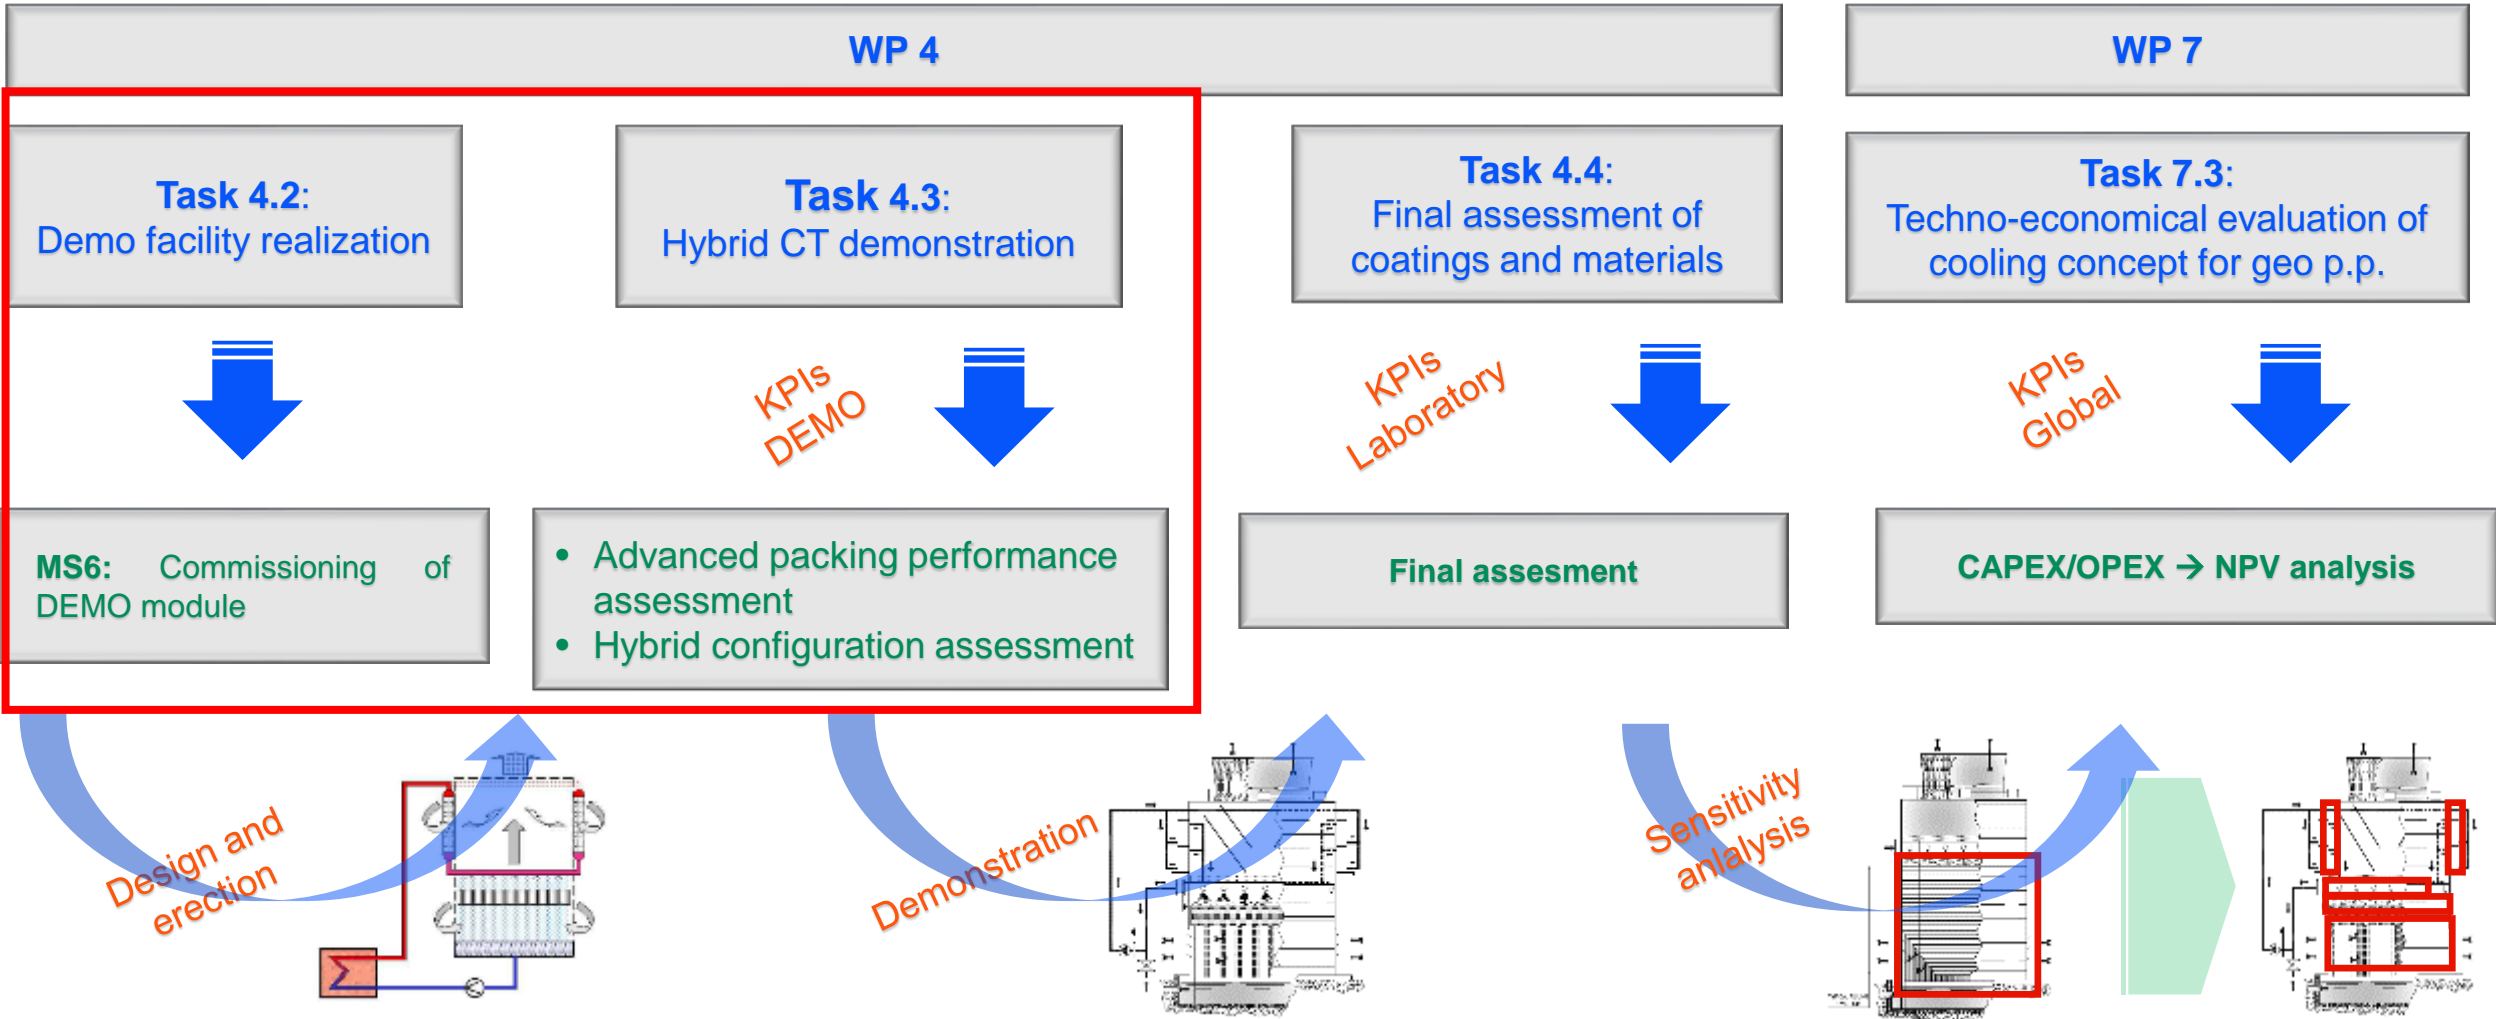 WP 4
WP 7
Task 4.2:
Demo facility realization
Task 4.3:
Hybrid CT demonstration
Task 4.4:
Final assessment of
coatings and materials
Task 7.3:
Techno-economical evaluation of
cooling concept for geo p.p.
KPIs
DEMO
KPIs
Laboratory
KPIs
Global
MS6: Commissioning of
DEMO module
• Advanced packing performance
assessment
• Hybrid configuration assessment
Final assesment
CAPEX/OPEX → NPV analysis
Design and
erection
Demonstration
Sensitivity
anlalysis